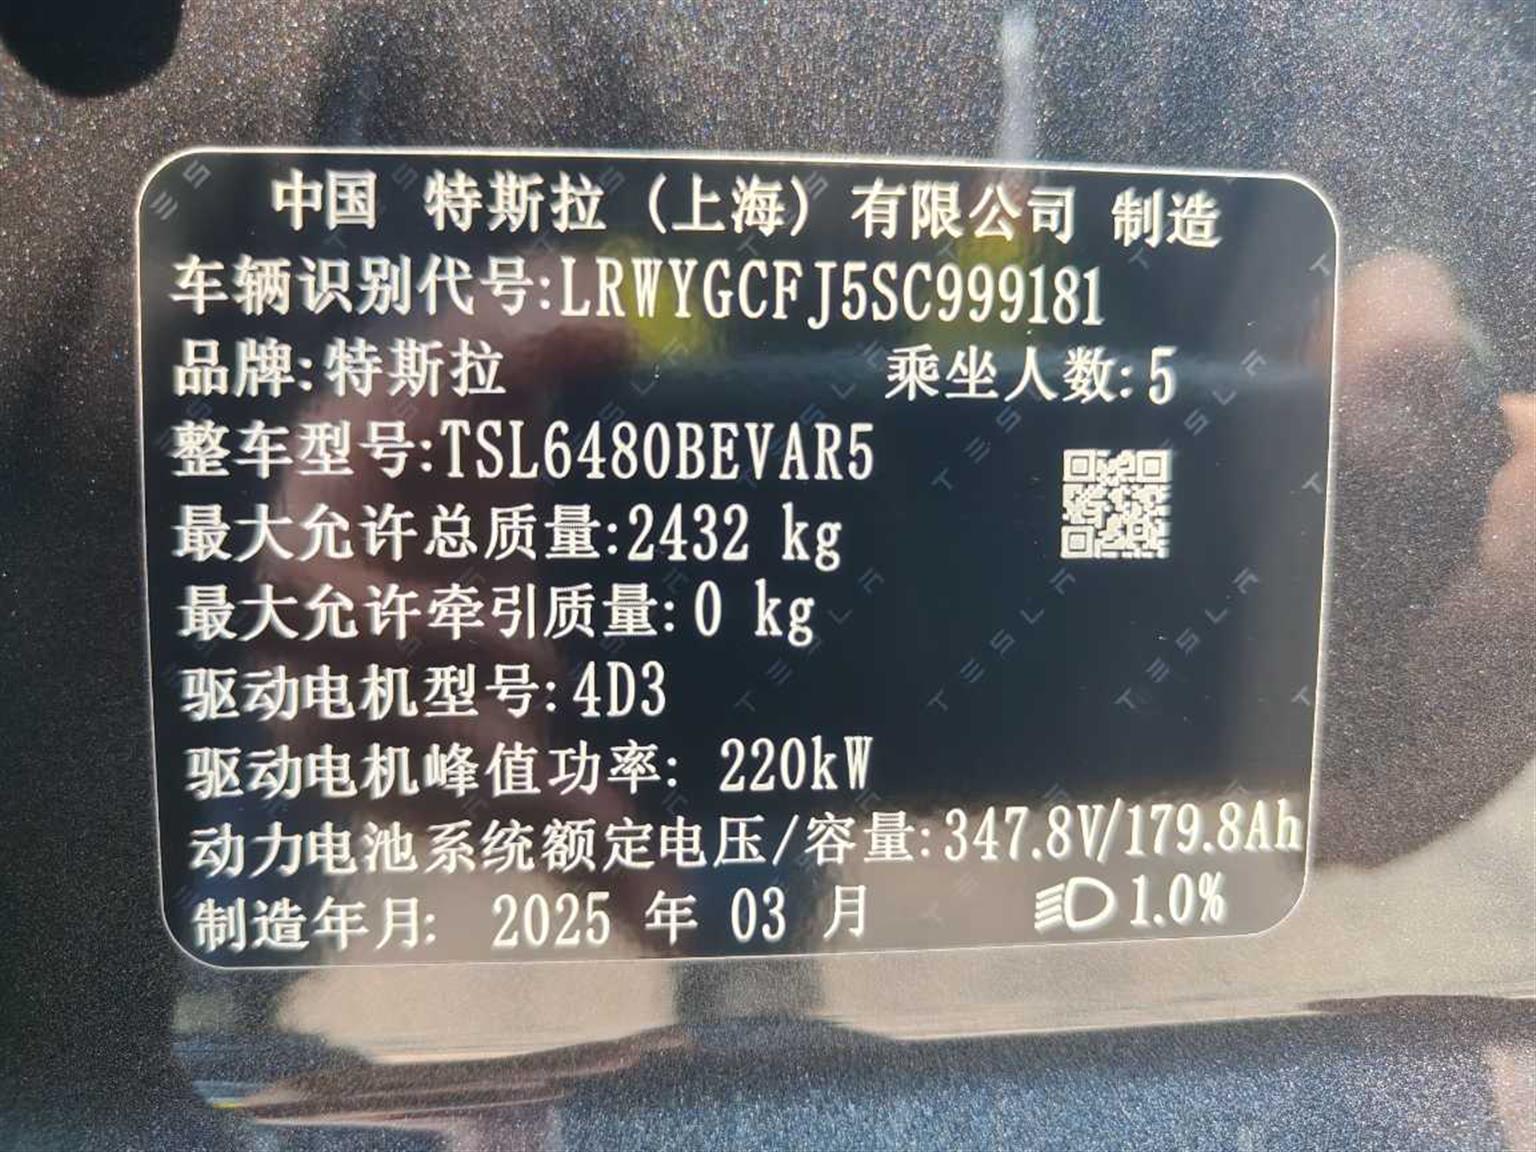 中国 特斯拉（上海）有限公司 制造
车辆识别代号:LRWYGCFJ5SC999181
品牌:特斯拉 乘坐人数:5
整车型号:TSL6480BEVAR5
最大允许总质量:2432 kg
最大允许牵引质量:0 kg
驱动电机型号:4D3
驱动电机峰值功率: 220kW
动力电池系统额定电压/容量:347.8V/179.8Ah
制造年月: 2025 年 03 月 1.0%